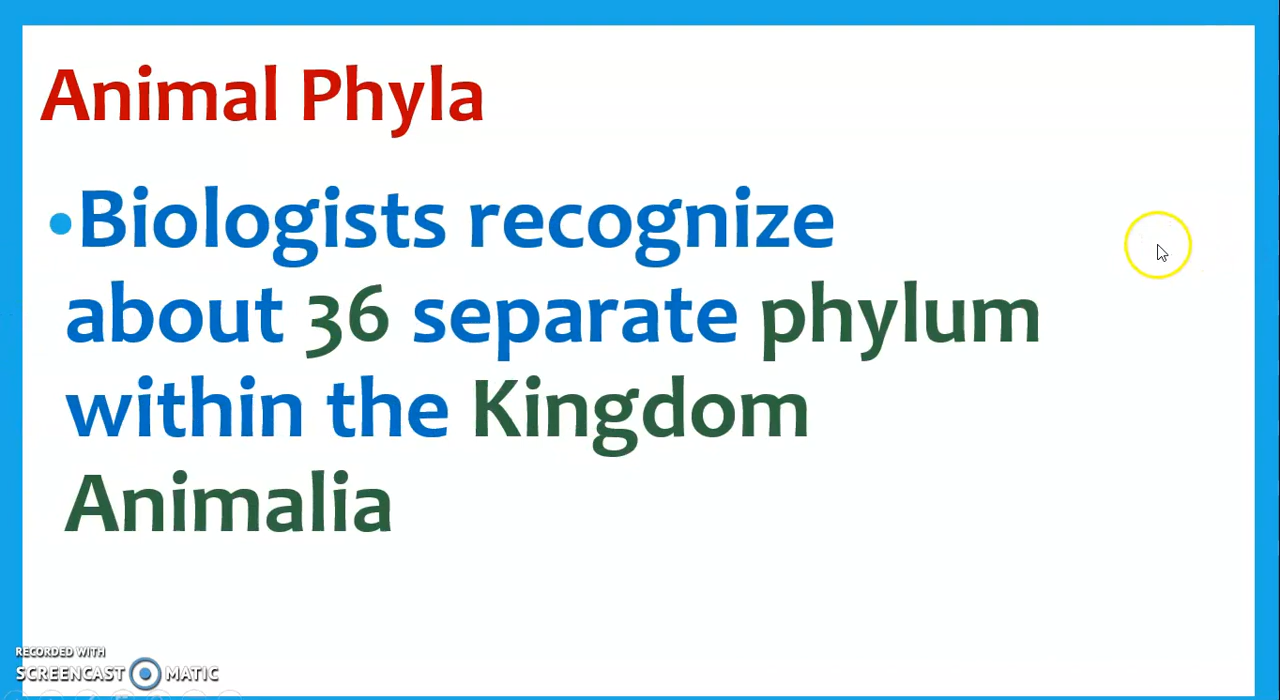 Animal Phyla
•Biologists recognize
about 36 separate phylum
within the Kingdom
Animalia
RECORDED WITH
SCREENCAST MATIC